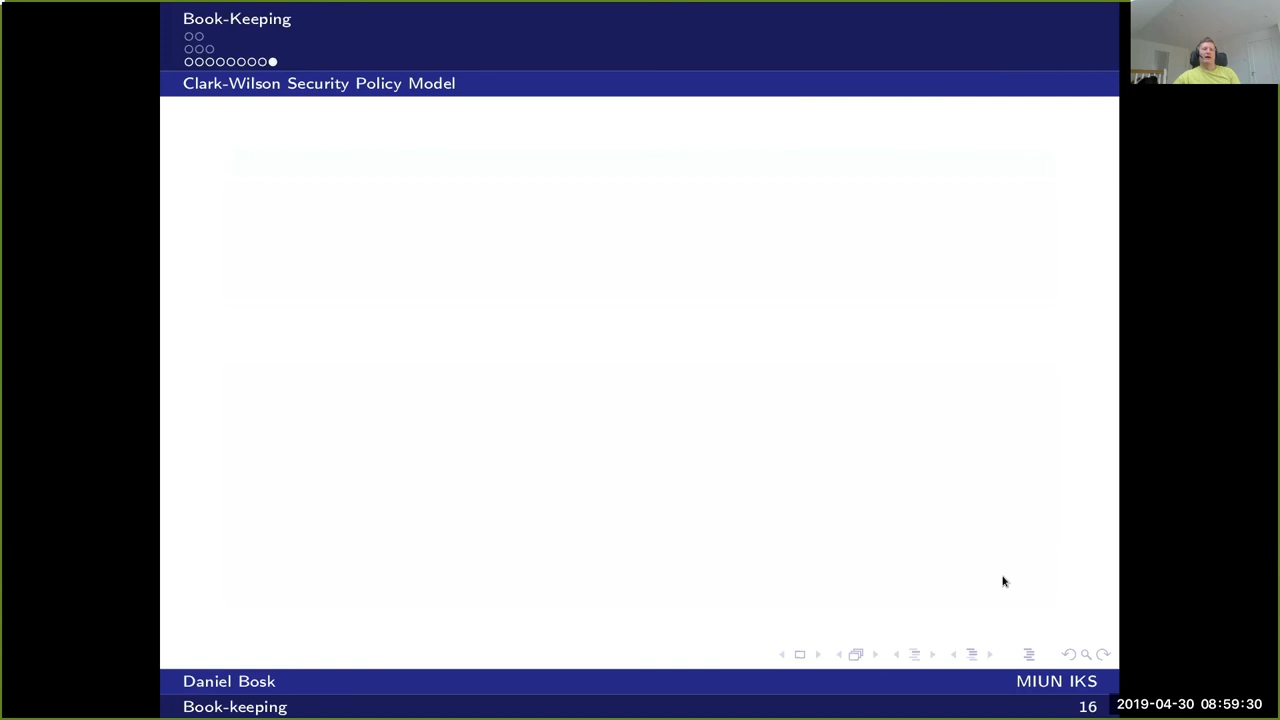 Book-Keeping
Clark-Wilson Security Policy Model
Daniel Bosk
MIUN IKS
Book-keeping
16
2019-04-30 08:59:30